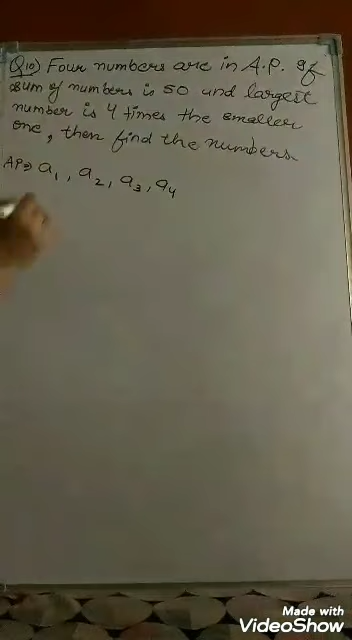 Q10) Four numbers are in A.P. If
sum of numbers is 50 and largest
number is 4 times the smaller
one, then find the numbers
AP⇒ a1, a2, a3, a4
Made with
VideoShow